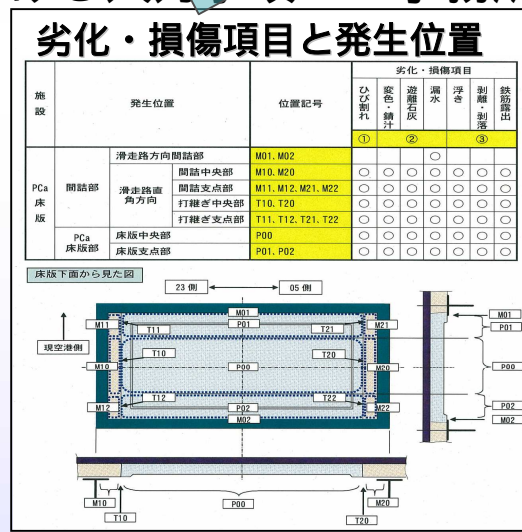 劣化・損傷項目と発生位置
劣化・損傷項目
施設
発生位置
位置記号
ひび割れ
変色・錆汁
遊離石灰
漏水
浮き
剥離・剥落
鉄筋露出
① ② ③
PCa床版
間詰部
滑走路方向間詰部 M01. M02 ○
滑走路直角方向
間詰中央部 M10. M20 ○ ○ ○ ○ ○ ○ ○
間詰支点部 M11. M12. M21. M22 ○ ○ ○ ○ ○ ○ ○
打継ぎ中央部 T10. T20 ○ ○ ○ ○ ○ ○ ○
打継ぎ支点部 T11. T12. T21. T22 ○ ○ ○ ○ ○ ○ ○
PCa床版部
床版中央部 P00 ○ ○ ○ ○ ○ ○ ○
床版支点部 P01. P02 ○ ○ ○ ○ ○ ○ ○
床版下面から見た図
23 側 05 側
現空港側
M01
M11 P01 M21
T11 T21
T10 T20
M10 P00 M20
T12 T22
M12 P02 M22
M02
M01
P01
P00
P02
M02
M10 P00 M20
T10 T20